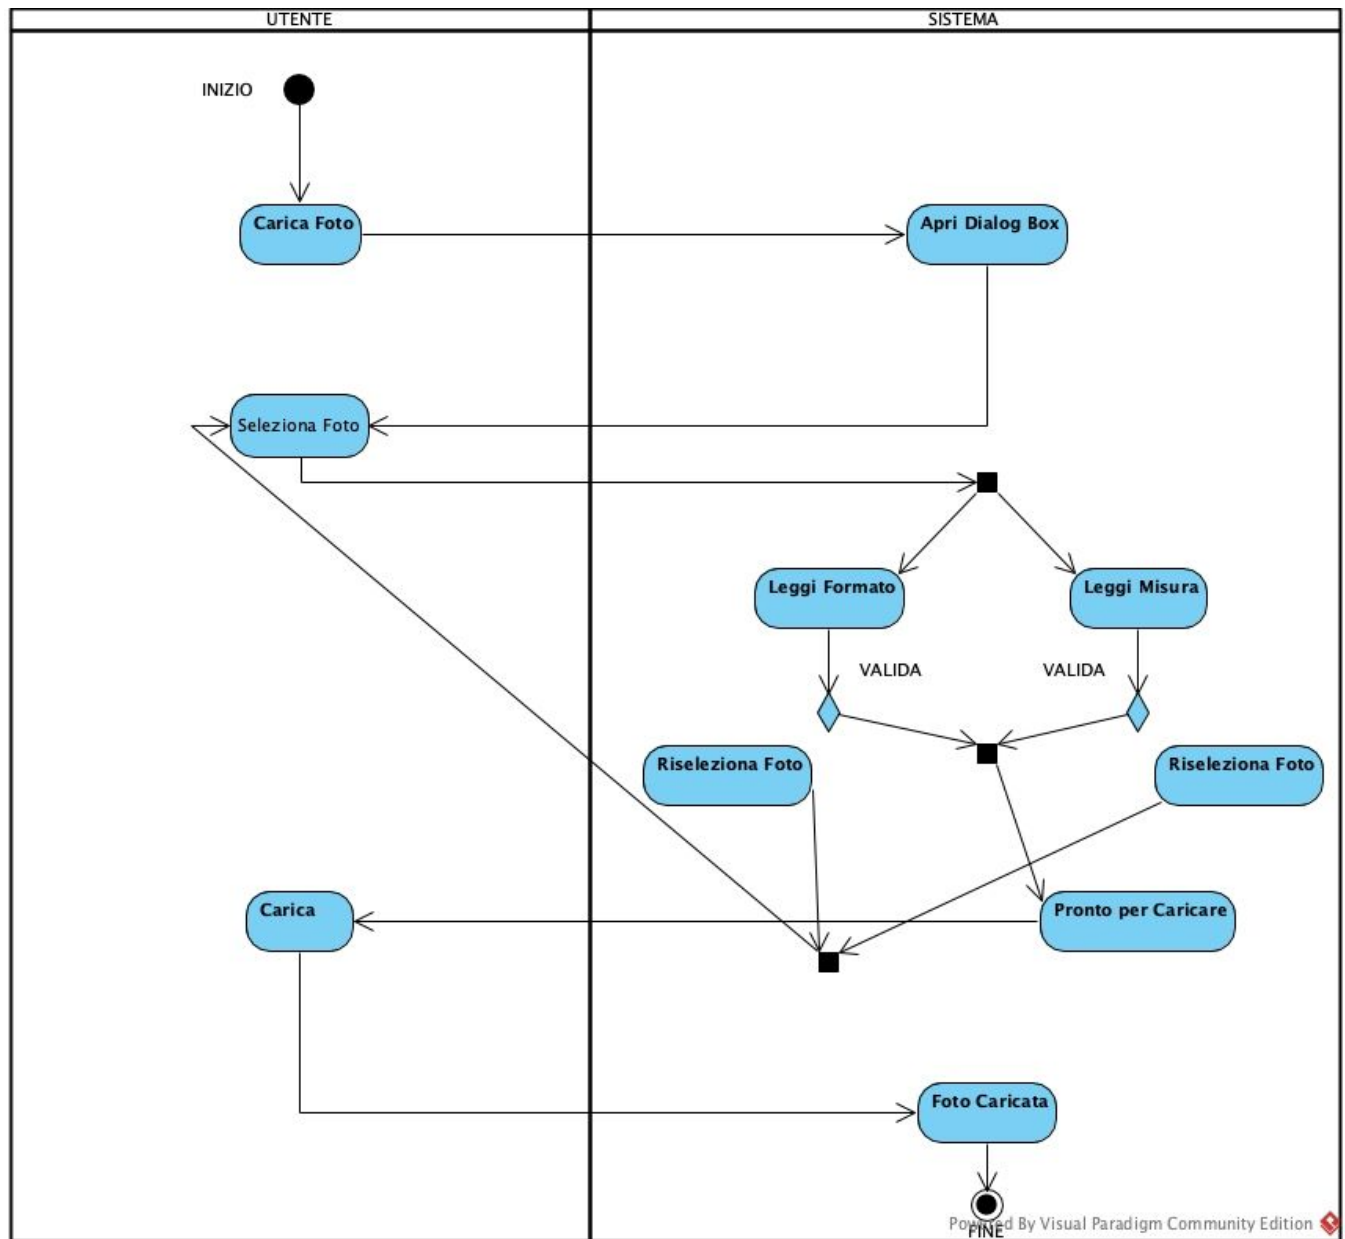 UTENTE
SISTEMA
INIZIO
Carica Foto
Apri Dialog Box
Seleziona Foto
Leggi Formato
Leggi Misura
VALIDA
VALIDA
Riseleziona Foto
Riseleziona Foto
Carica
Pronto per Caricare
Foto Caricata
Powered By Visual Paradigm Community Edition
FINE